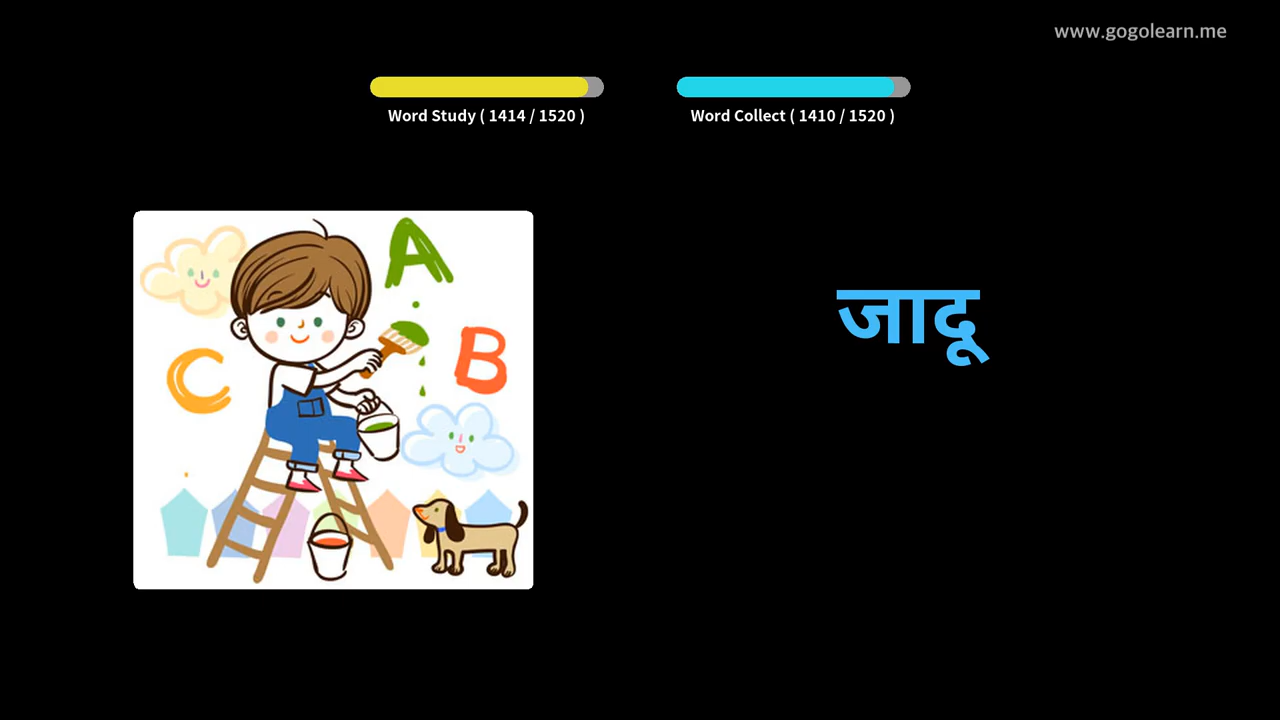 www.gogolearn.me
Word Study ( 1414 / 1520 )
Word Collect ( 1410 / 1520 )
A
B
C
जादू